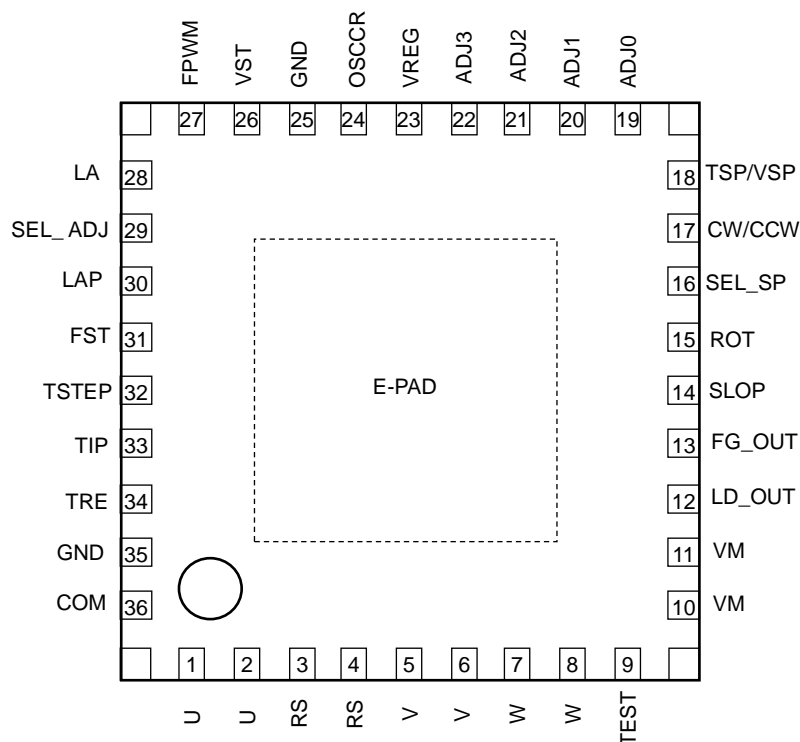 FPWM VST GND OSCCR VREG ADJ3 ADJ2 ADJ1 ADJ0
27 26 25 24 23 22 21 20 19
LA 28 18 TSP/VSP
SEL_ ADJ 29 17 CW/CCW
LAP 30 16 SEL_SP
FST 31 15 ROT
TSTEP 32 E-PAD 14 SLOP
TIP 33 13 FG_OUT
TRE 34 12 LD_OUT
GND 35 11 VM
COM 36 10 VM
1 2 3 4 5 6 7 8 9
U U RS RS V V W W TEST